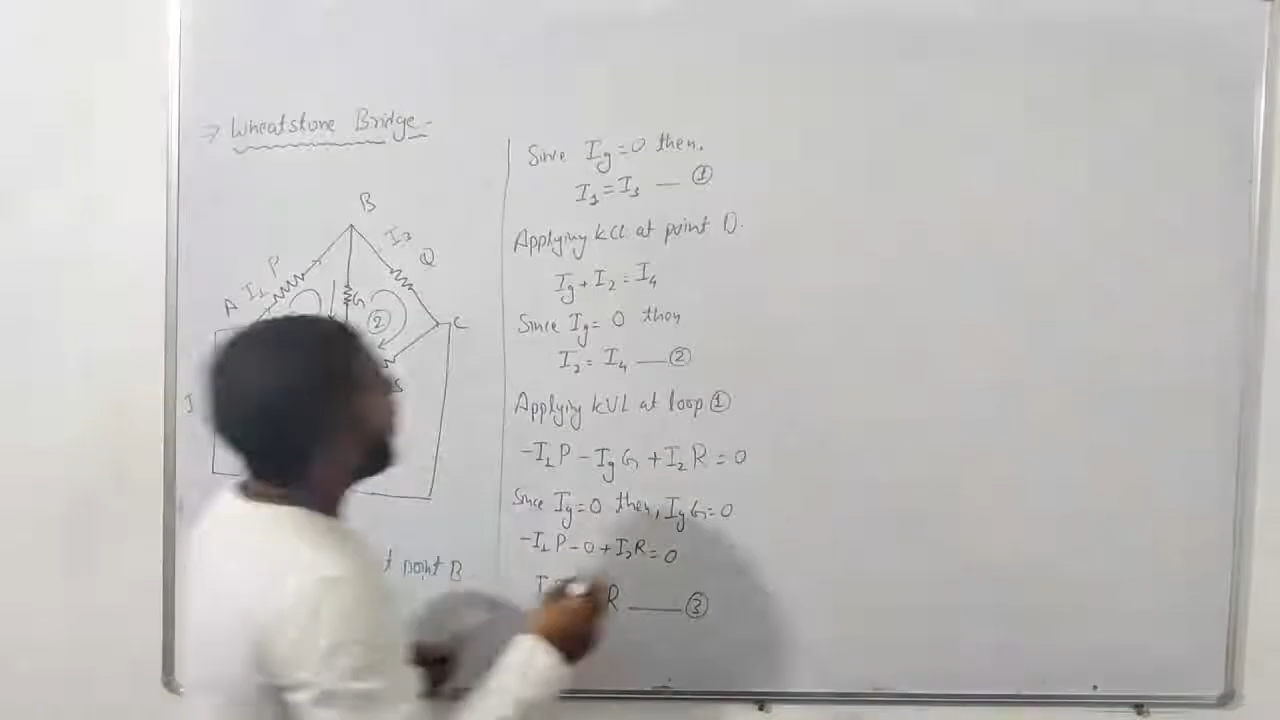 ⇒ Wheatstone Bridge-
B
I3
Q
P
I1
A
G
②
C
S
I
t point B
Since Ig=0 then.
I1=I3 — ①
Applying KCL at point D.
Ig+I2=I4
Since Ig=0 then
I2=I4 — ②
Applying KVL at loop ①
-I1P-IgG+I2R=0
Since Ig=0 then, IgG=0
-I1P-0+I2R=0
R — ③